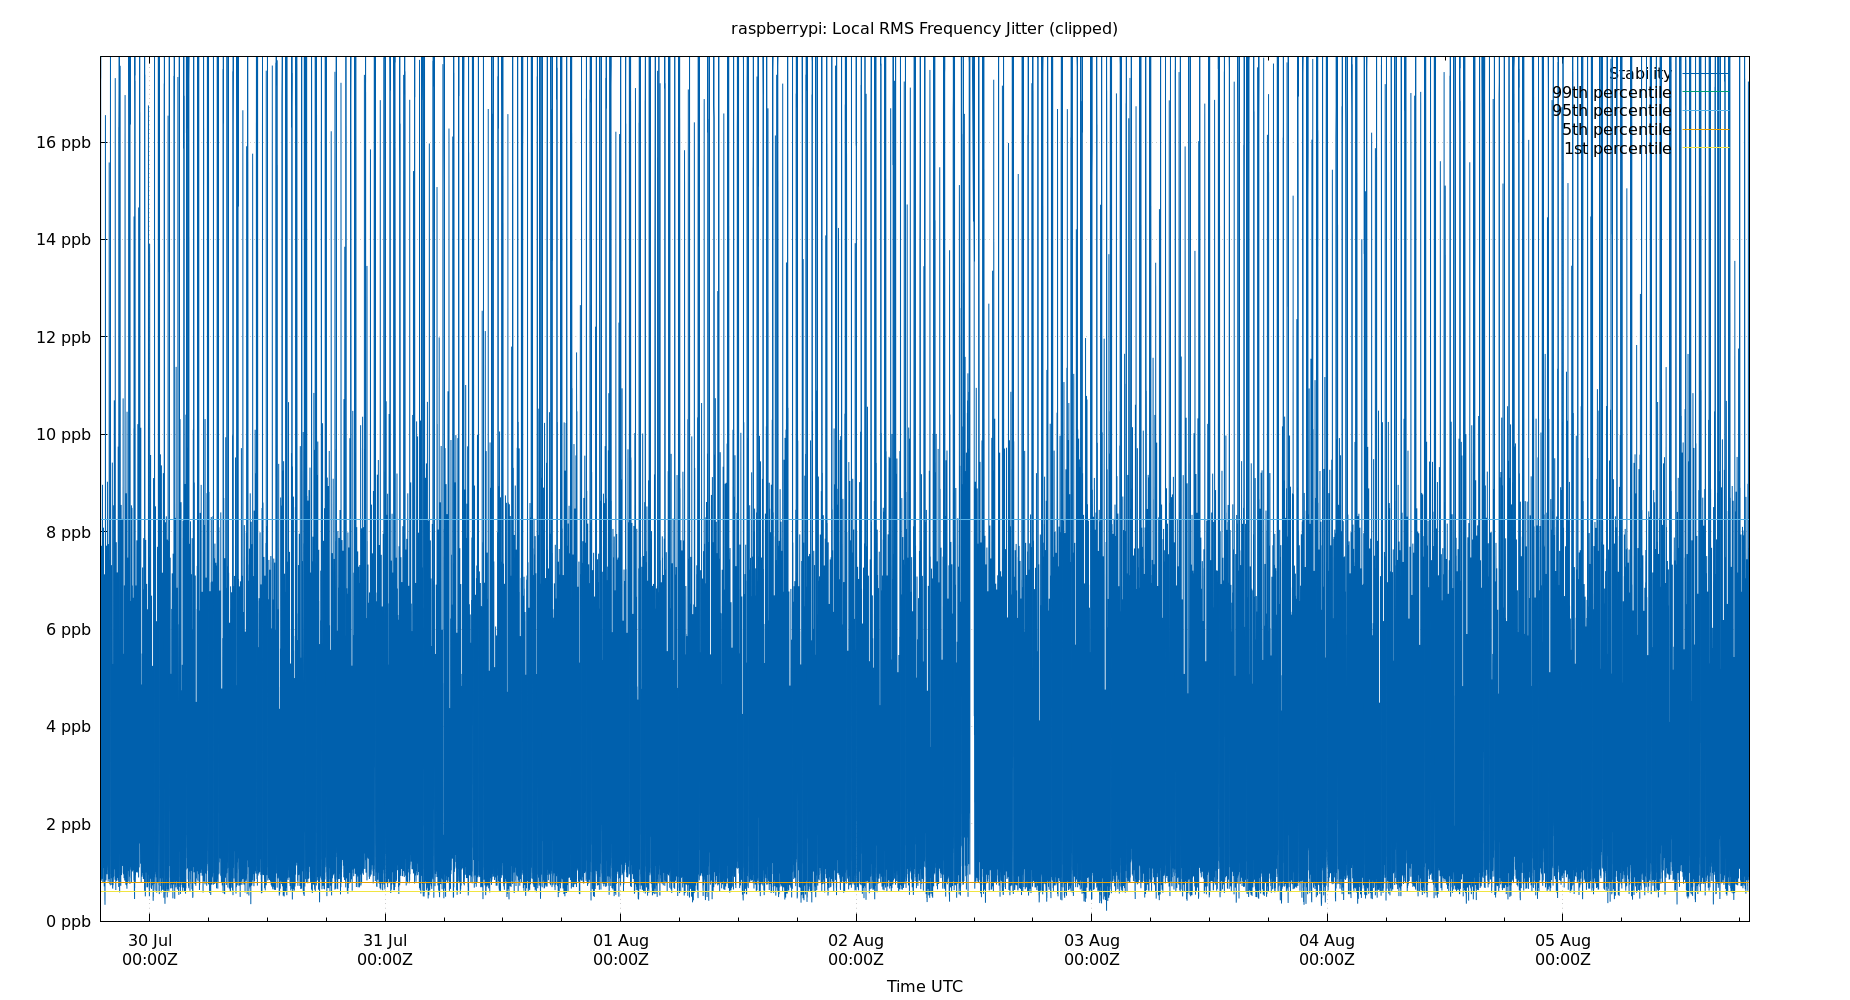 raspberrypi: Local RMS Frequency Jitter (clipped)
Stability
99th percentile
95th percentile
5th percentile
1st percentile
16 ppb
14 ppb
12 ppb
10 ppb
8 ppb
6 ppb
4 ppb
2 ppb
0 ppb
30 Jul 31 Jul 01 Aug 02 Aug 03 Aug 04 Aug 05 Aug
00:00Z 00:00Z 00:00Z 00:00Z 00:00Z 00:00Z 00:00Z
Time UTC